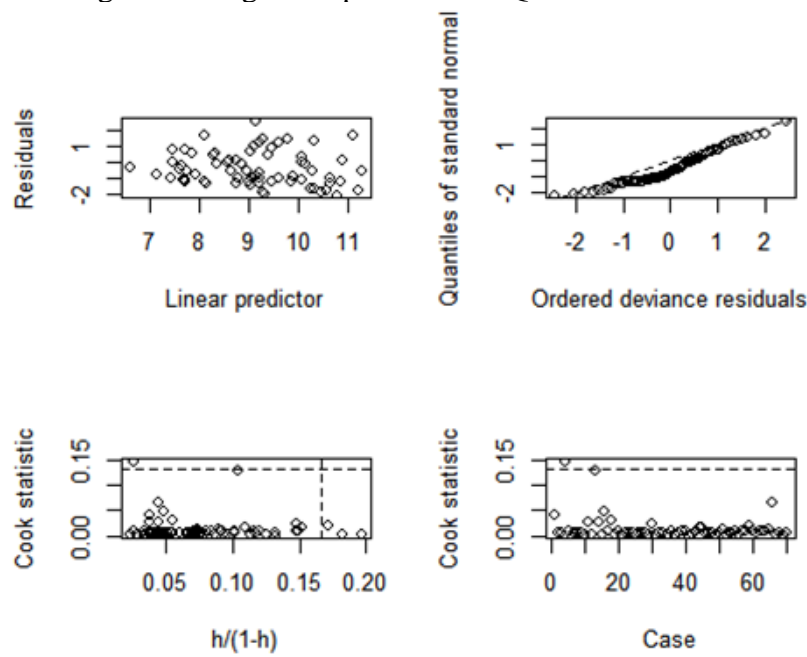 Residuals
1
-2
7 8 9 10 11
Linear predictor
Quantiles of standard normal
1
-2
-2 -1 0 1 2
Ordered deviance residuals
Cook statistic
0.15
0.00
0.05 0.10 0.15 0.20
h/(1-h)
Cook statistic
0.15
0.00
0 20 40 60
Case